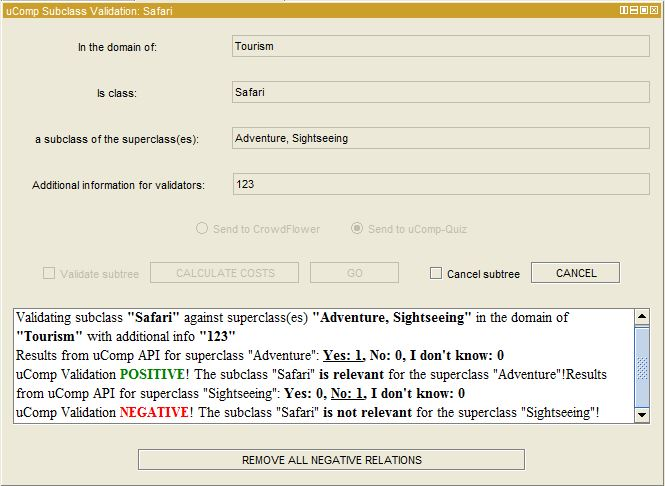 uComp Subclass Validation: Safari
In the domain of: Tourism
Is class: Safari
a subclass of the superclass(es): Adventure, Sightseeing
Additional information for validators: 123
Send to CrowdFlower Send to uComp-Quiz
Validate subtree CALCULATE COSTS GO Cancel subtree CANCEL
Validating subclass "Safari" against superclass(es) "Adventure, Sightseeing" in the domain of
"Tourism" with additional info "123"
Results from uComp API for superclass "Adventure": Yes: 1, No: 0, I don't know: 0
uComp Validation POSITIVE! The subclass "Safari" is relevant for the superclass "Adventure"!Results
from uComp API for superclass "Sightseeing": Yes: 0, No: 1, I don't know: 0
uComp Validation NEGATIVE! The subclass "Safari" is not relevant for the superclass "Sightseeing"!
REMOVE ALL NEGATIVE RELATIONS